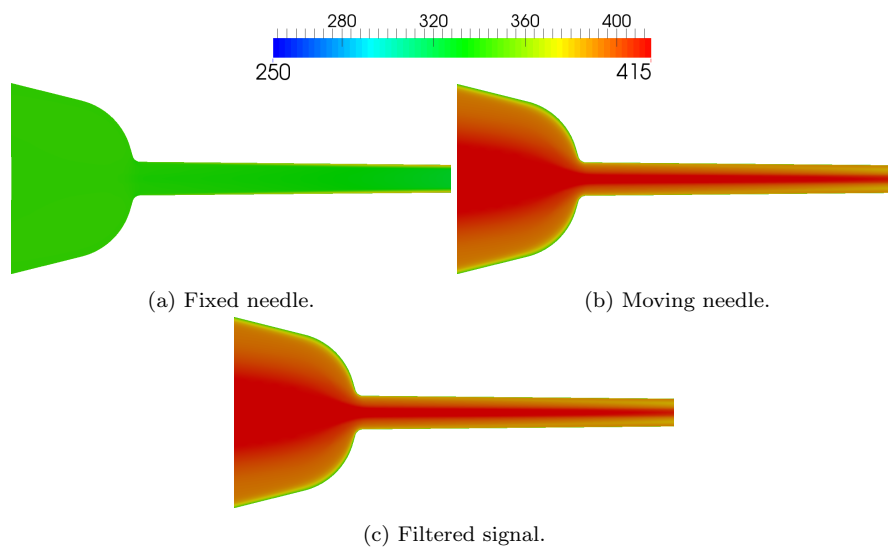 280 320 360 400
250 415
(a) Fixed needle. (b) Moving needle.
(c) Filtered signal.